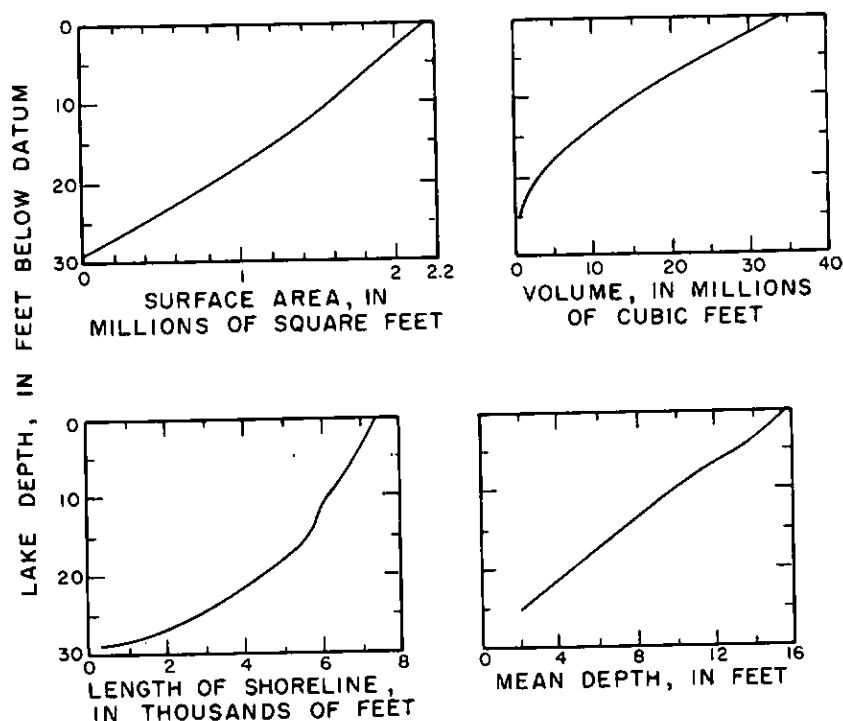 LAKE DEPTH, IN FEET BELOW DATUM
0
10
20
30
0 1 2 2.2
SURFACE AREA, IN
MILLIONS OF SQUARE FEET
0 10 20 30 40
VOLUME, IN MILLIONS
OF CUBIC FEET
0
10
20
30
0 2 4 6 8
LENGTH OF SHORELINE,
IN THOUSANDS OF FEET
0 4 8 12 16
MEAN DEPTH, IN FEET